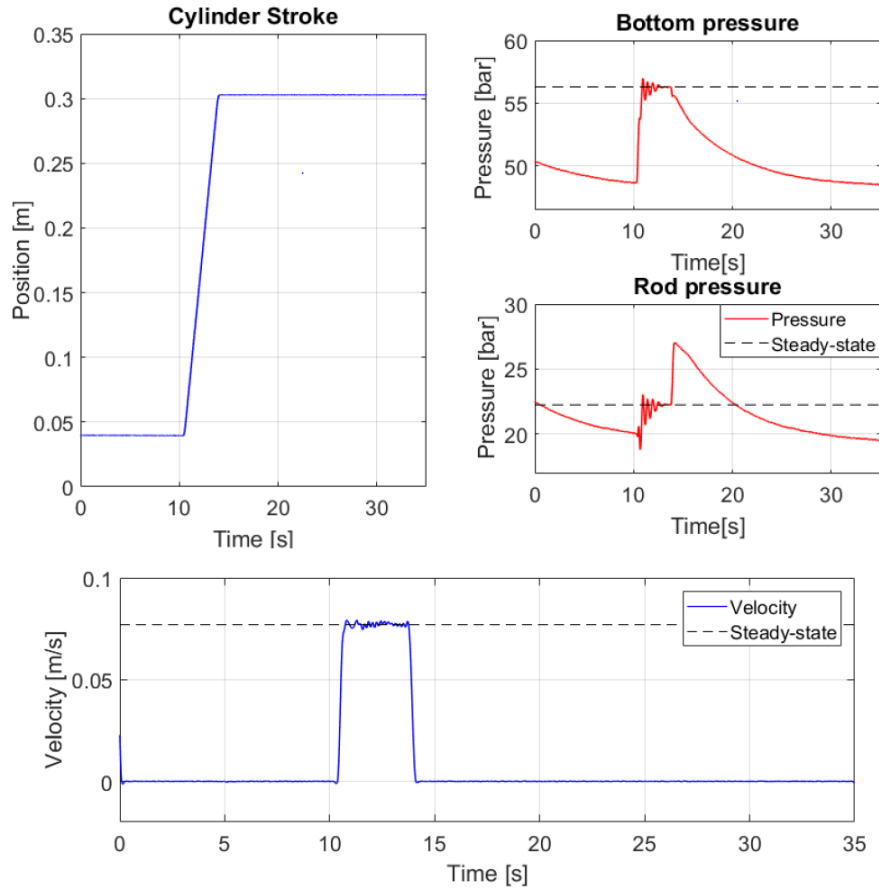 Cylinder Stroke
0.35
0.3
0.25
0.2
0.15
0.1
0.05
0
Position [m]
0 10 20 30
Time [s]
Bottom pressure
60
55
50
Pressure [bar]
0 10 20 30
Time[s]
Rod pressure
30
25
20
Pressure [bar]
Pressure
Steady-state
0 10 20 30
Time[s]
0.1
0.05
0
Velocity [m/s]
Velocity
Steady-state
0 5 10 15 20 25 30 35
Time [s]